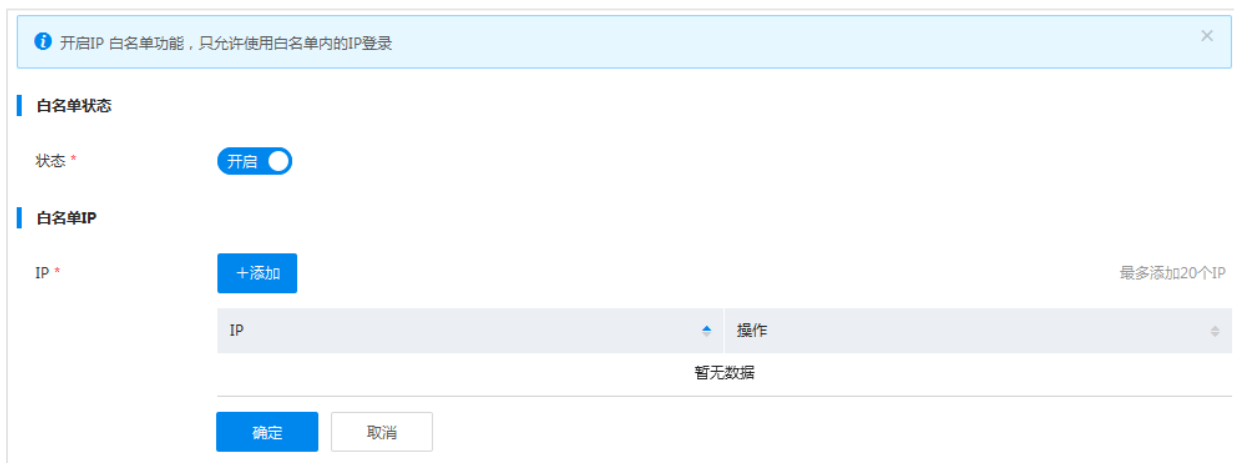 开启IP 白名单功能，只允许使用白名单内的IP登录
白名单状态
状态 * 开启
白名单IP
IP * +添加 最多添加20个IP
IP 操作
暂无数据
确定 取消